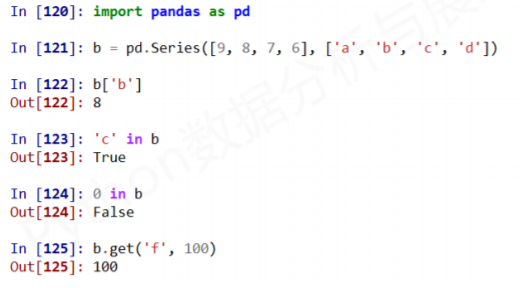 In [120]: import pandas as pd
In [121]: b = pd.Series([9, 8, 7, 6], ['a', 'b', 'c', 'd'])
In [122]: b['b']
Out[122]: 8
In [123]: 'c' in b
Out[123]: True
In [124]: 0 in b
Out[124]: False
In [125]: b.get('f', 100)
Out[125]: 100
Python数据分析与展